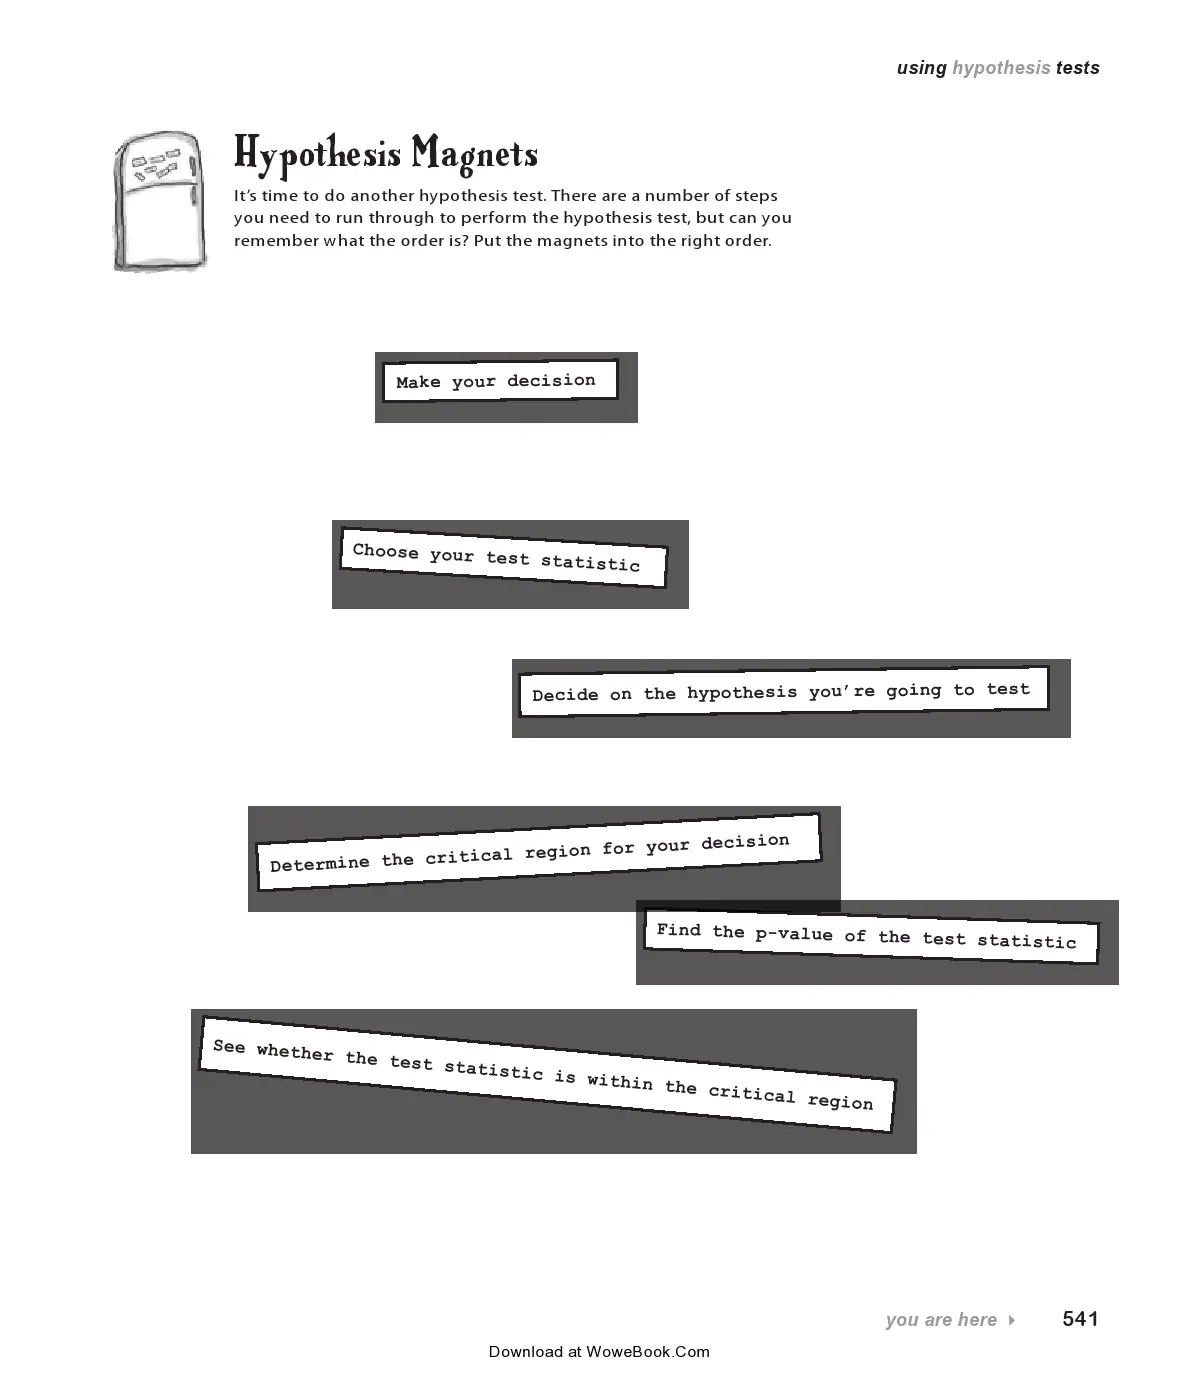 using hypothesis tests
Hypothesis Magnets
It’s time to do another hypothesis test. There are a number of steps
you need to run through to perform the hypothesis test, but can you
remember what the order is? Put the magnets into the right order.
Make your decision
Choose your test statistic
Decide on the hypothesis you’re going to test
Determine the critical region for your decision
Find the p-value of the test statistic
See whether the test statistic is within the critical region
you are here 541
Download at WoweBook.Com